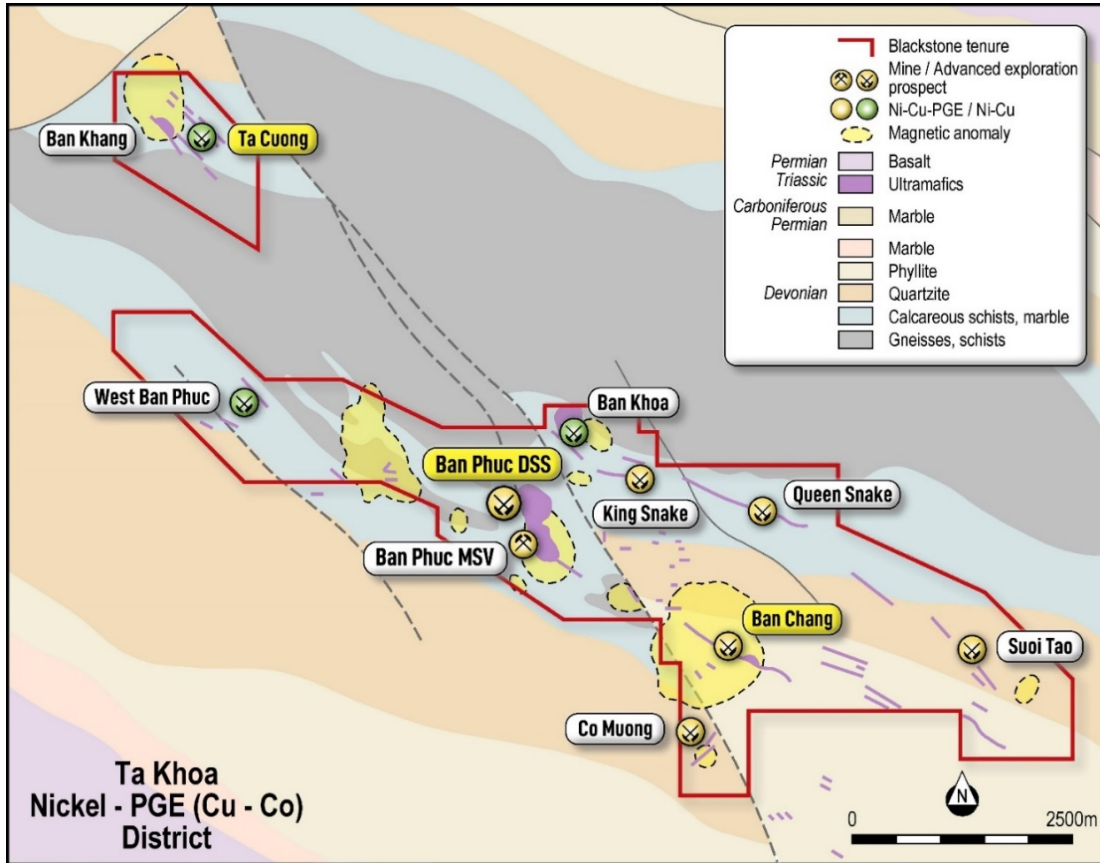 Blackstone tenure
Mine / Advanced exploration
prospect
Ni-Cu-PGE / Ni-Cu
Magnetic anomaly
Permian
Triassic
Basalt
Ultramafics
Carboniferous
Permian
Marble
Marble
Phyllite
Devonian
Quartzite
Calcareous schists, marble
Gneisses, schists
Ban Khang
Ta Cuong
West Ban Phuc
Ban Khoa
Ban Phuc DSS
King Snake
Queen Snake
Ban Phuc MSV
Ban Chang
Suoi Tao
Co Muong
Ta Khoa
Nickel - PGE (Cu - Co)
District
N
0
2500m